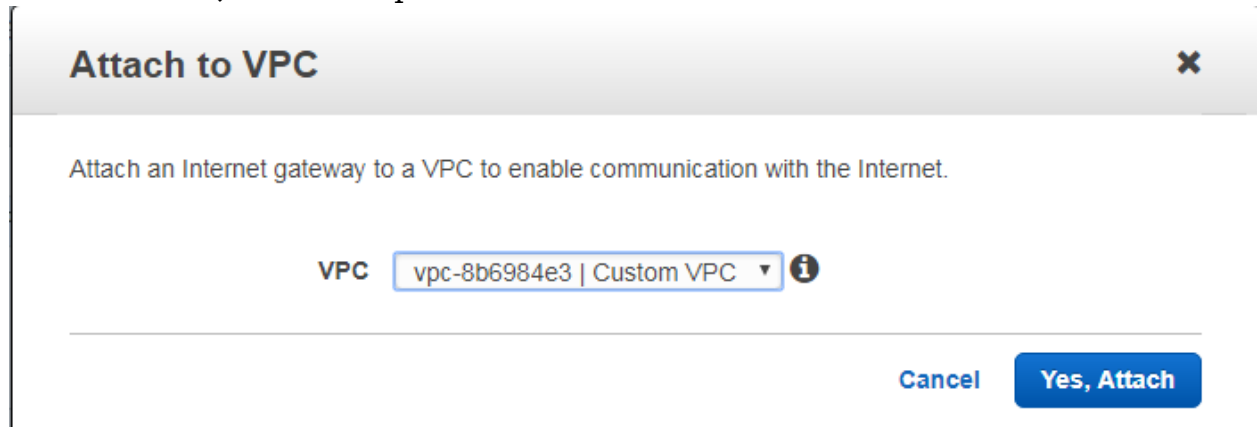 Attach to VPC
Attach an Internet gateway to a VPC to enable communication with the Internet.
VPC vpc-8b6984e3 | Custom VPC
Cancel Yes, Attach